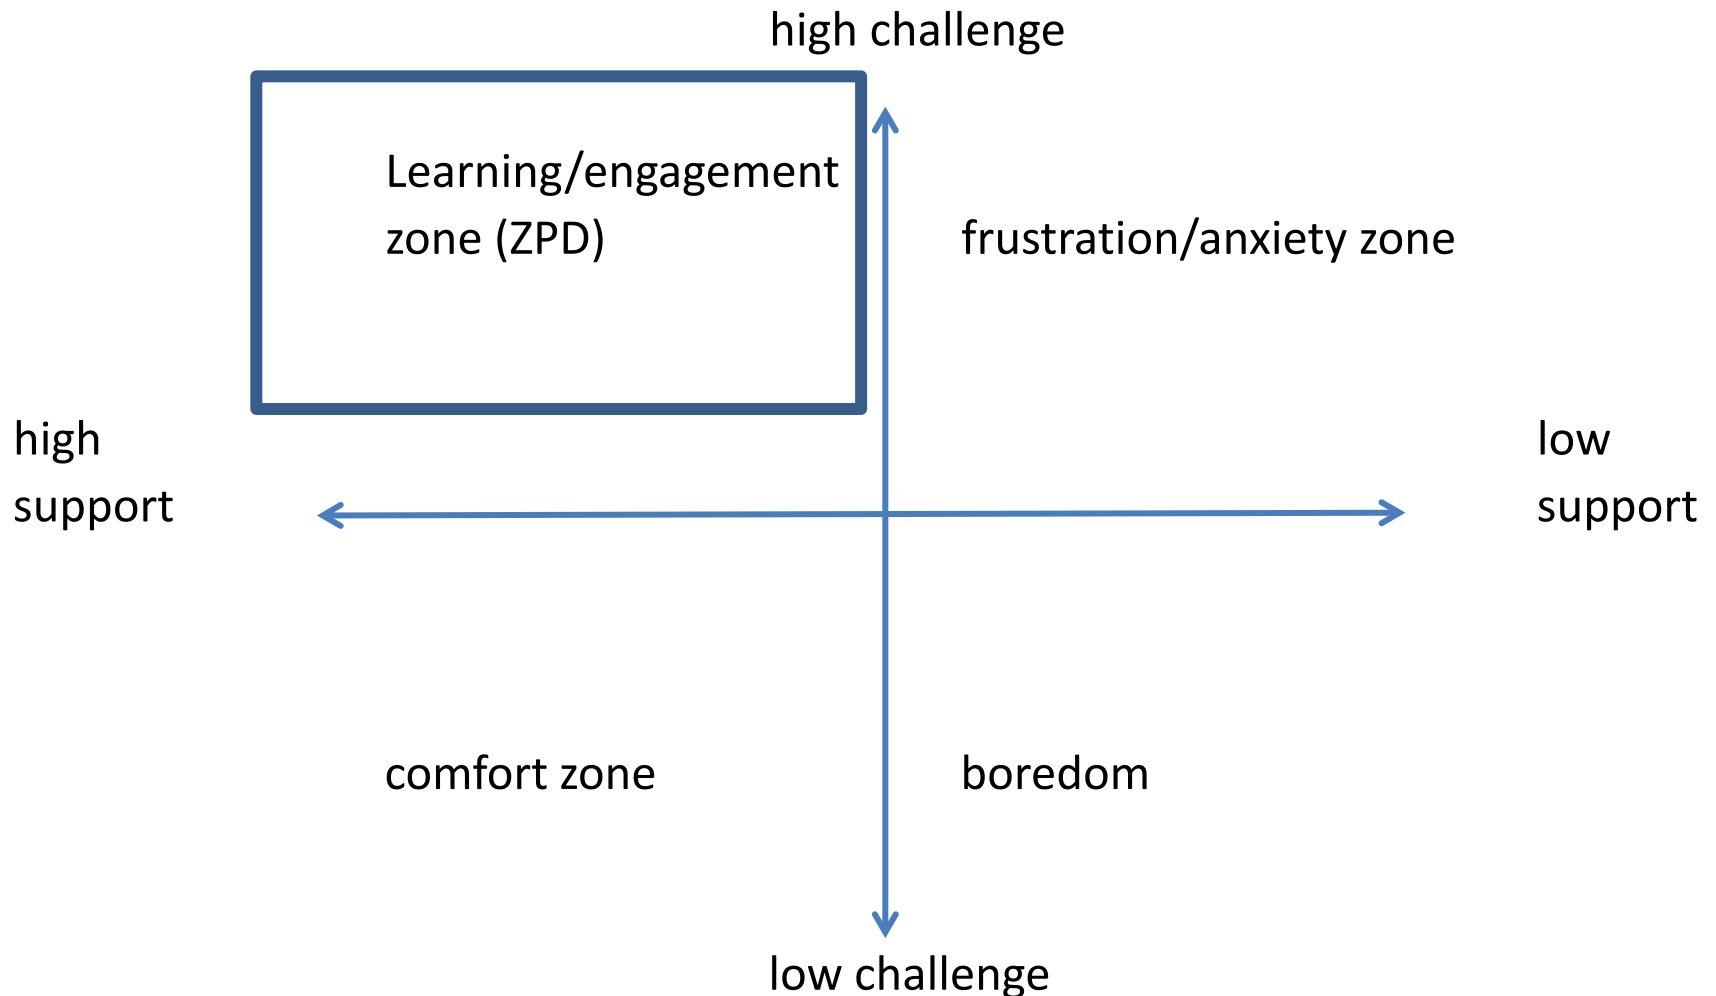 high challenge
Learning/engagement
zone (ZPD)
frustration/anxiety zone
high
support
low
support
comfort zone
boredom
low challenge